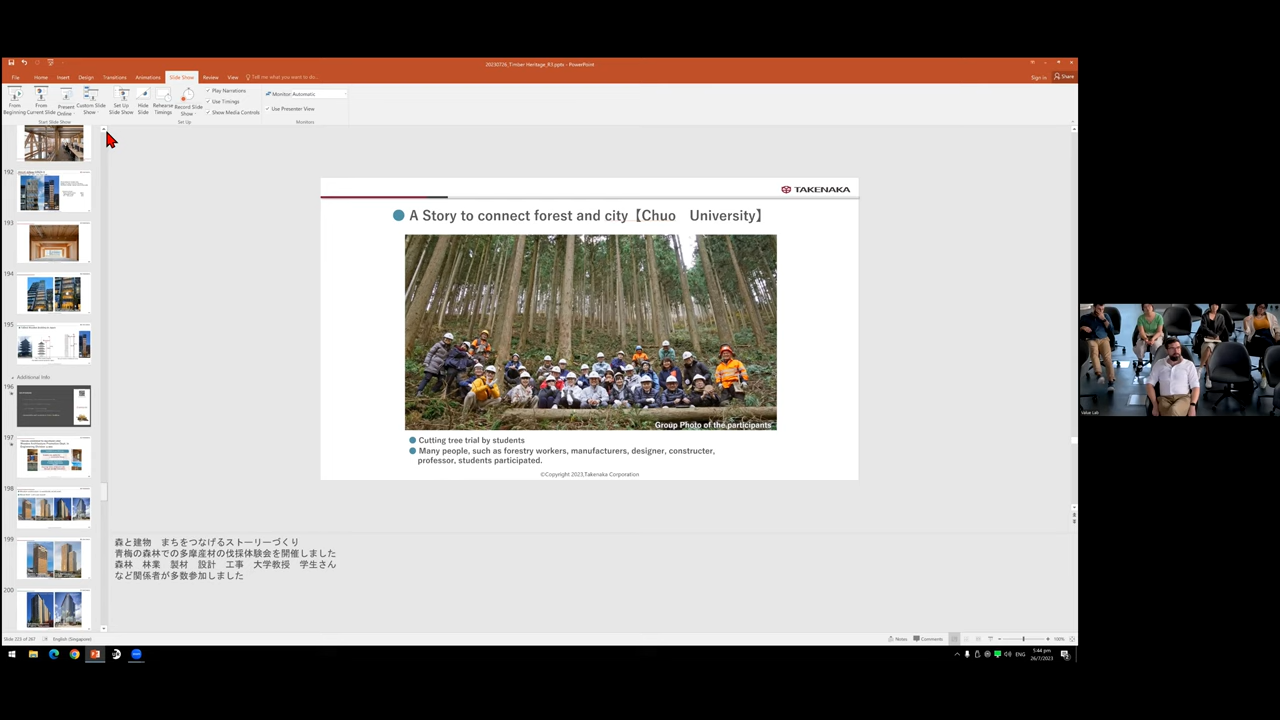 20230726_Timber Heritage_R3.pptx - PowerPoint
File Home Insert Design Transitions Animations Slide Show Review View Tell me what you want to do...
Sign in Share
From Beginning
From Current Slide
Present Online
Custom Slide Show
Set Up Slide Show
Hide Slide
Rehearse Timings
Record Slide Show
Play Narrations
Use Timings
Show Media Controls
Monitor: Automatic
Use Presenter View
Start Slide Show
Set Up
Monitors
192
193
194
195
Additional Info
196
197
198
199
200
TAKENAKA
A Story to connect forest and city【Chuo University】
Group Photo of the participants
Cutting tree trial by students
Many people, such as forestry workers, manufacturers, designer, constructer,
professor, students participated.
©Copyright 2023,Takenaka Corporation
森と建物 まちをつなげるストーリーづくり
青梅の森林での多摩産材の伐採体験会を開催しました
森林 林業 製材 設計 工事 大学教授 学生さん
など関係者が多数参加しました
English (Singapore)
Notes
Comments
100%
ENG
5:44 pm
26/7/2023
Value Lab